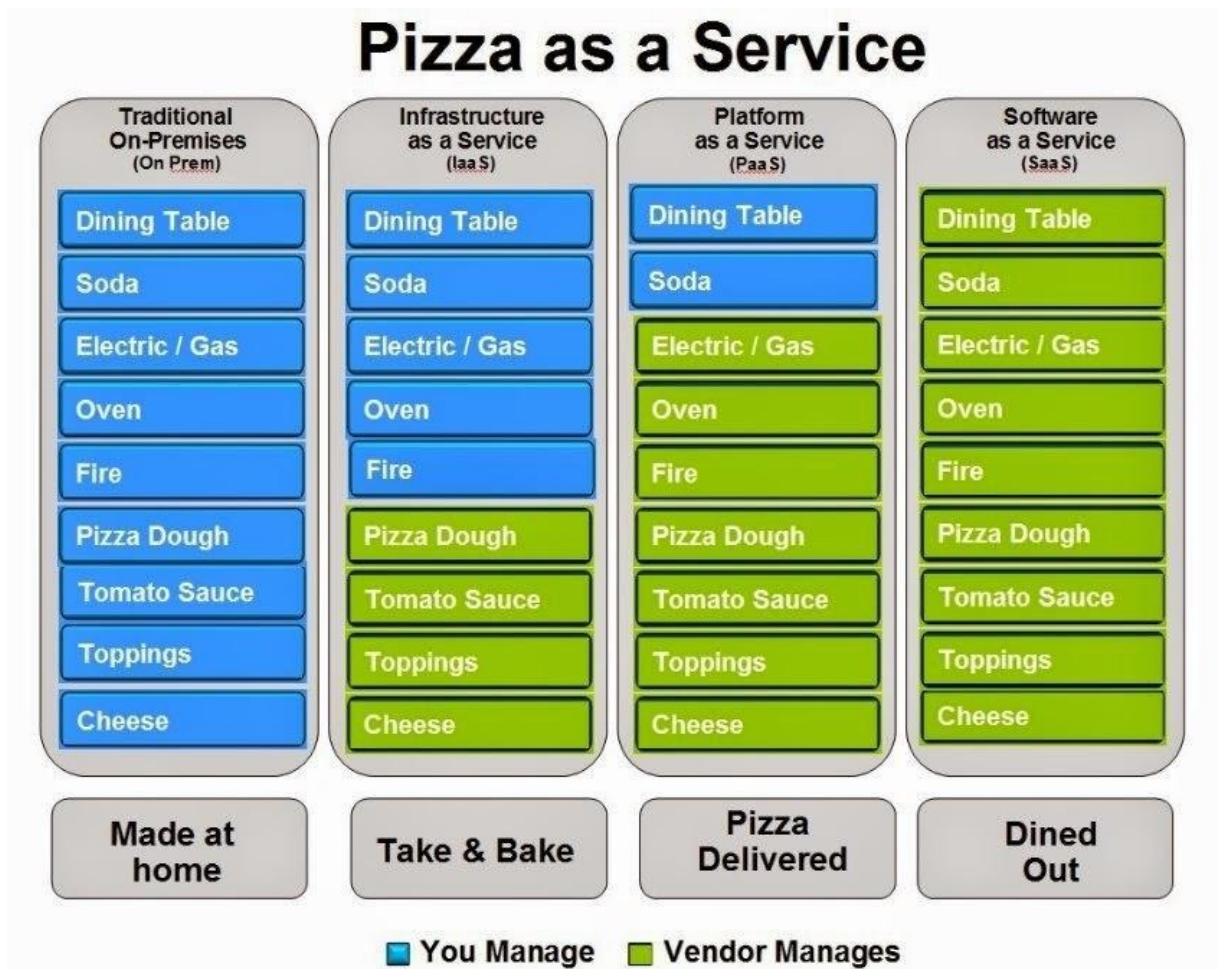 Pizza as a Service
Traditional
On-Premises
(On Prem)
Dining Table
Soda
Electric / Gas
Oven
Fire
Pizza Dough
Tomato Sauce
Toppings
Cheese
Made at
home
Infrastructure
as a Service
(IaaS)
Dining Table
Soda
Electric / Gas
Oven
Fire
Pizza Dough
Tomato Sauce
Toppings
Cheese
Take & Bake
Platform
as a Service
(PaaS)
Dining Table
Soda
Electric / Gas
Oven
Fire
Pizza Dough
Tomato Sauce
Toppings
Cheese
Pizza
Delivered
Software
as a Service
(SaaS)
Dining Table
Soda
Electric / Gas
Oven
Fire
Pizza Dough
Tomato Sauce
Toppings
Cheese
Dined
Out
You Manage
Vendor Manages